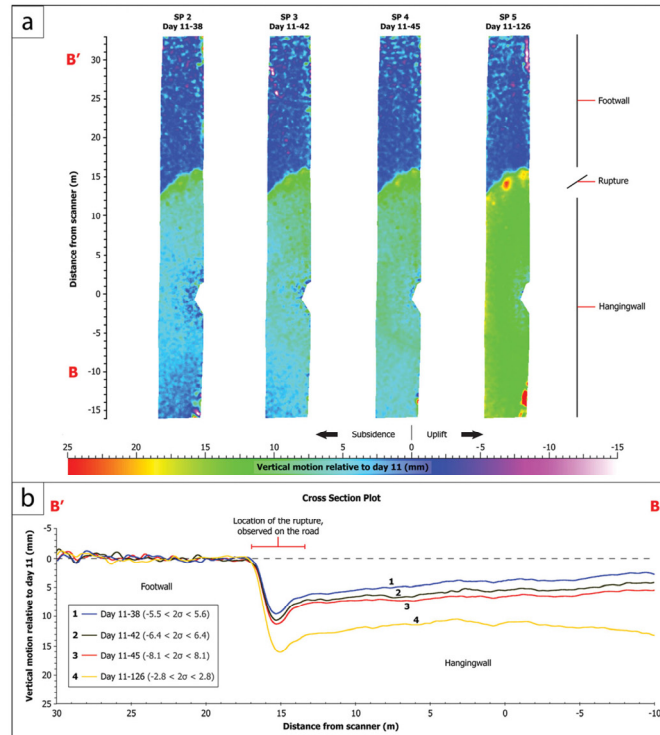 a
SP 2
Day 11-38
SP 3
Day 11-42
SP 4
Day 11-45
SP 5
Day 11-126
B'
B
Distance from scanner (m)
30
25
20
15
10
5
0
-5
-10
-15
Footwall
Rupture
Hangingwall
Subsidence
Uplift
25
20
15
10
5
0
-5
-10
-15
Vertical motion relative to day 11 (mm)
b
B'
Cross Section Plot
B
Location of the rupture,
observed on the road
Vertical motion relative to day 11 (mm)
-5
0
5
10
15
20
25
Footwall
Hangingwall
1
2
3
4
1 Day 11-38 (-5.5 < 2σ < 5.6)
2 Day 11-42 (-6.4 < 2σ < 6.4)
3 Day 11-45 (-8.1 < 2σ < 8.1)
4 Day 11-126 (-2.8 < 2σ < 2.8)
30
25
20
15
10
5
0
-5
-10
Distance from scanner (m)